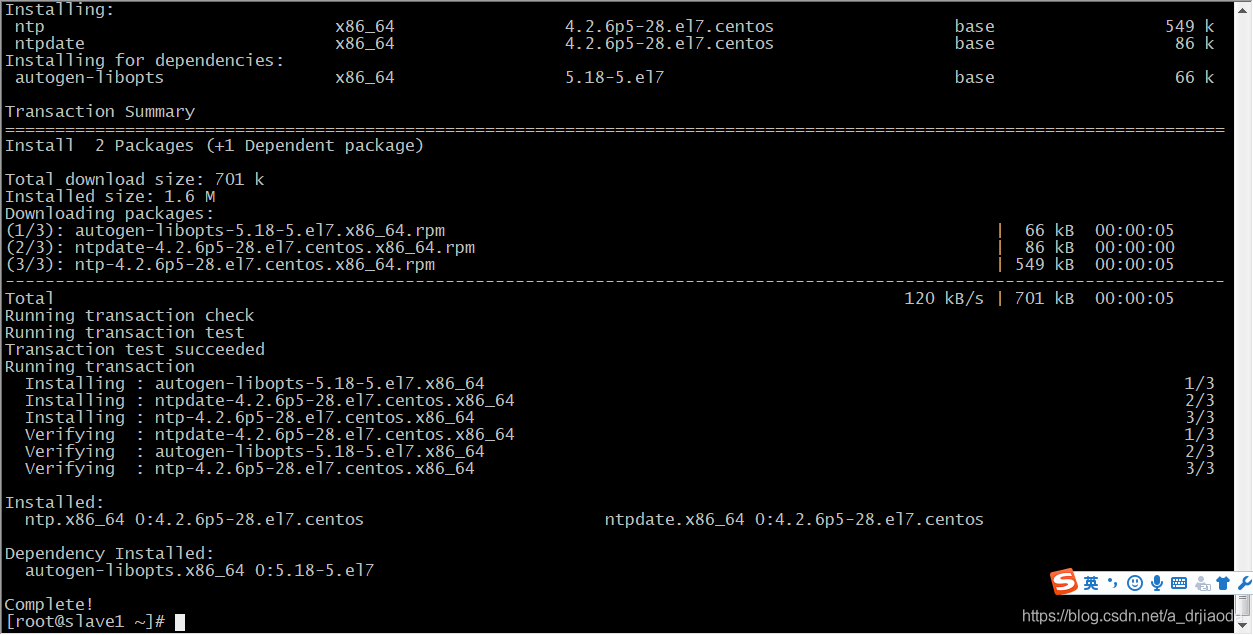 Installing:
ntp x86_64 4.2.6p5-28.el7.centos base 549 k
ntpdate x86_64 4.2.6p5-28.el7.centos base 86 k
Installing for dependencies:
autogen-libopts x86_64 5.18-5.el7 base 66 k
Transaction Summary
================================================================================
Install 2 Packages (+1 Dependent package)
Total download size: 701 k
Installed size: 1.6 M
Downloading packages:
(1/3): autogen-libopts-5.18-5.el7.x86_64.rpm | 66 kB 00:00:05
(2/3): ntpdate-4.2.6p5-28.el7.centos.x86_64.rpm | 86 kB 00:00:00
(3/3): ntp-4.2.6p5-28.el7.centos.x86_64.rpm | 549 kB 00:00:05
--------------------------------------------------------------------------------
Total 120 kB/s | 701 kB 00:00:05
Running transaction check
Running transaction test
Transaction test succeeded
Running transaction
Installing : autogen-libopts-5.18-5.el7.x86_64 1/3
Installing : ntpdate-4.2.6p5-28.el7.centos.x86_64 2/3
Installing : ntp-4.2.6p5-28.el7.centos.x86_64 3/3
Verifying : ntpdate-4.2.6p5-28.el7.centos.x86_64 1/3
Verifying : autogen-libopts-5.18-5.el7.x86_64 2/3
Verifying : ntp-4.2.6p5-28.el7.centos.x86_64 3/3
Installed:
ntp.x86_64 0:4.2.6p5-28.el7.centos ntpdate.x86_64 0:4.2.6p5-28.el7.centos
Dependency Installed:
autogen-libopts.x86_64 0:5.18-5.el7
S 英
Complete!
[root@slave1 ~]#
https://blog.csdn.net/a_drjiaoda